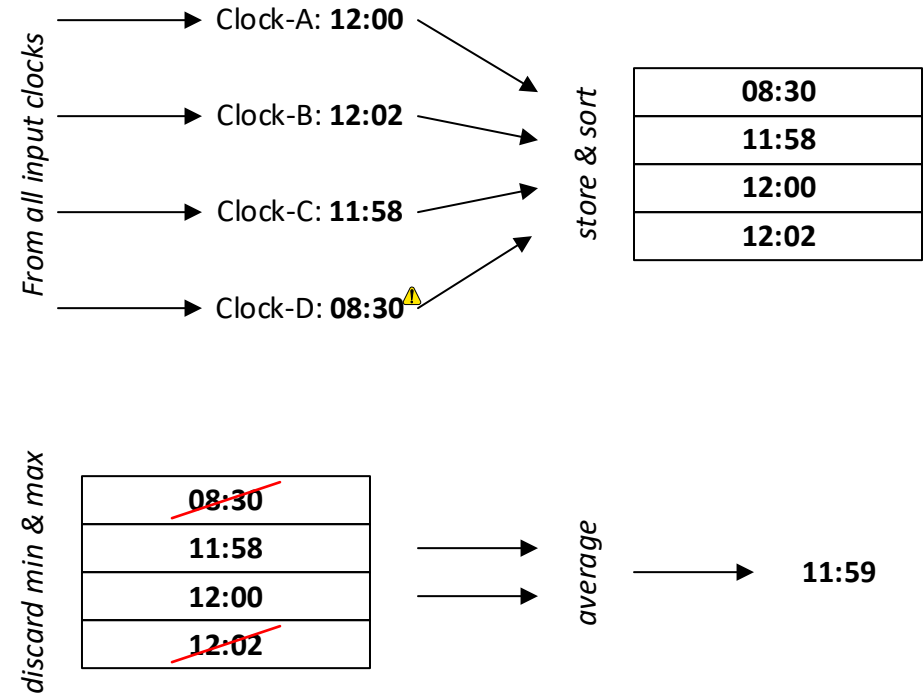 From all input clocks
Clock-A: 12:00
Clock-B: 12:02
Clock-C: 11:58
Clock-D: 08:30
store & sort
08:30
11:58
12:00
12:02
discard min & max
08:30
11:58
12:00
12:02
average
11:59